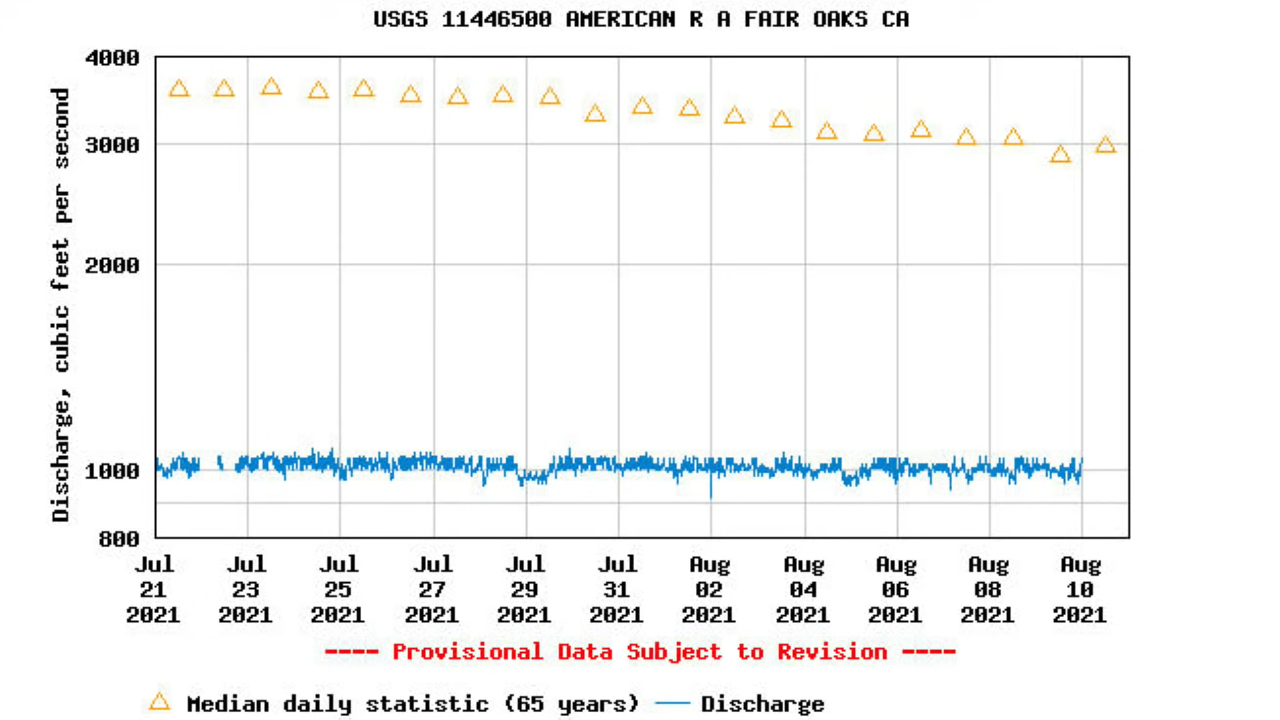 USGS 11446500 AMERICAN R A FAIR OAKS CA
Discharge, cubic feet per second
4000
3000
2000
1000
800
Jul Jul Jul Jul Jul Jul Aug Aug Aug Aug Aug
21 23 25 27 29 31 02 04 06 08 10
2021 2021 2021 2021 2021 2021 2021 2021 2021 2021 2021
---- Provisional Data Subject to Revision ----
Median daily statistic (65 years) Discharge